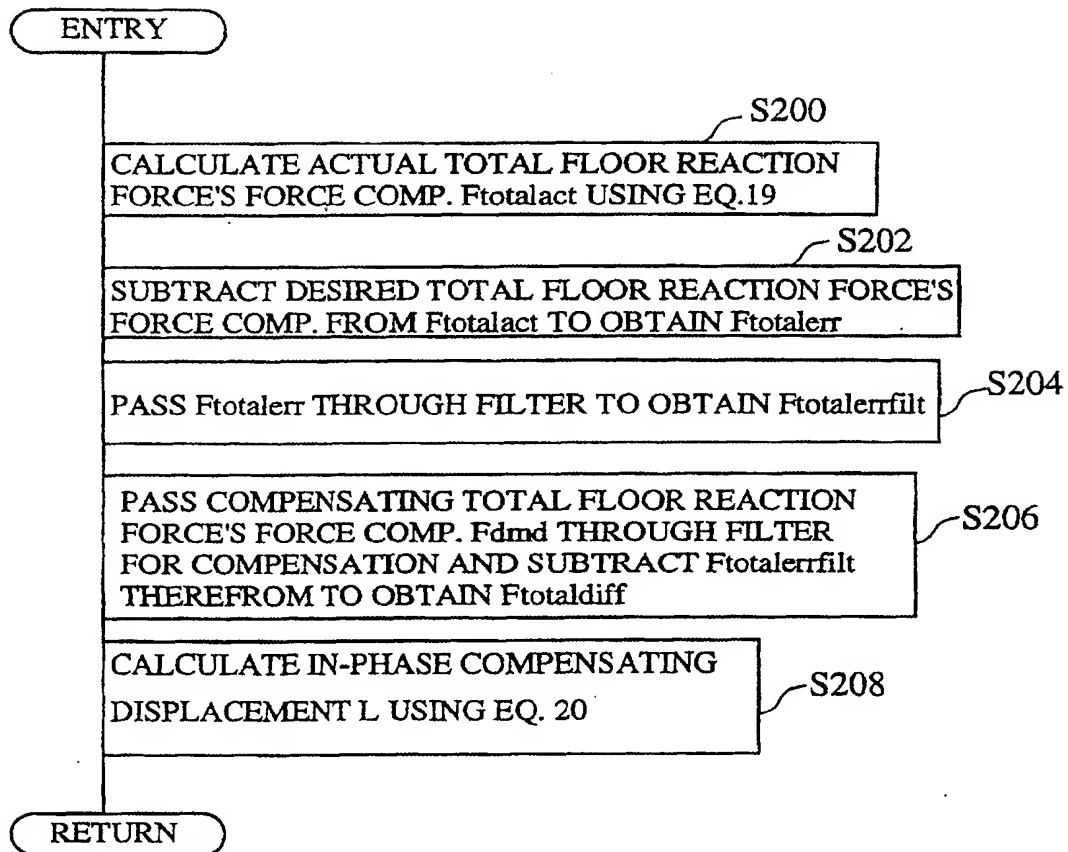 ENTRY
S200
CALCULATE ACTUAL TOTAL FLOOR REACTION
FORCE'S FORCE COMP. Ftotalact USING EQ.19
S202
SUBTRACT DESIRED TOTAL FLOOR REACTION FORCE'S
FORCE COMP. FROM Ftotalact TO OBTAIN Ftotalerr
S204
PASS Ftotalerr THROUGH FILTER TO OBTAIN Ftotalerrfilt
PASS COMPENSATING TOTAL FLOOR REACTION
FORCE'S FORCE COMP. Fdmd THROUGH FILTER
FOR COMPENSATION AND SUBTRACT Ftotalerrfilt
THEREFROM TO OBTAIN Ftotaldiff
S206
CALCULATE IN-PHASE COMPENSATING
DISPLACEMENT L USING EQ. 20
S208
RETURN